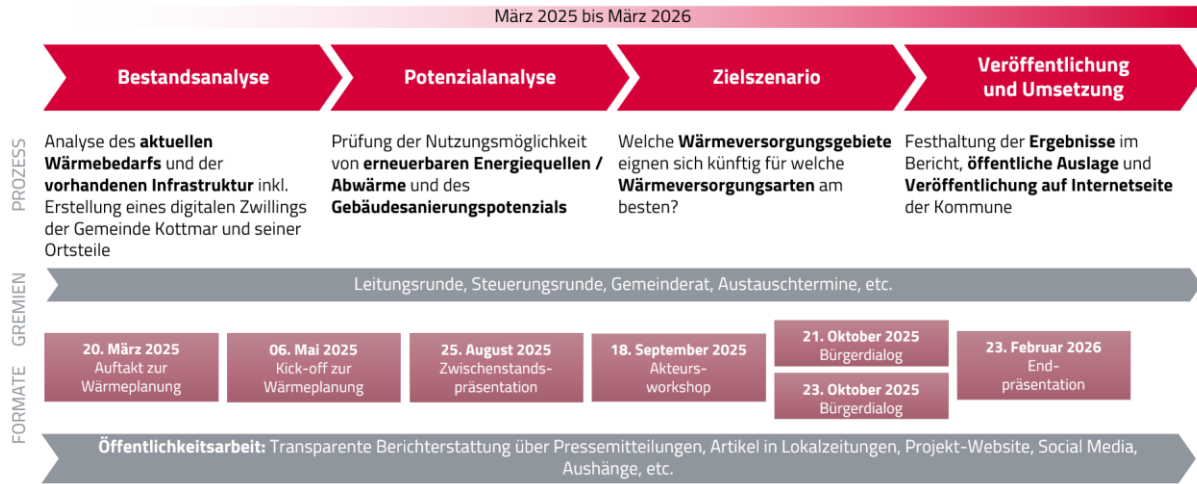 März 2025 bis März 2026
Bestandsanalyse
Potenzialanalyse
Zielszenario
Veröffentlichung
und Umsetzung
PROZESS
Analyse des aktuellen
Wärmebedarfs und der
vorhandenen Infrastruktur inkl.
Erstellung eines digitalen Zwillings
der Gemeinde Kottmar und seiner
Ortsteile
Prüfung der Nutzungsmöglichkeit
von erneuerbaren Energiequellen /
Abwärme und des
Gebäudesanierungspotenzials
Welche Wärmeversorgungsgebiete
eignen sich künftig für welche
Wärmeversorgungsarten am
besten?
Festhaltung der Ergebnisse im
Bericht, öffentliche Auslage und
Veröffentlichung auf Internetseite
der Kommune
GREMIEN
Leitungsrunde, Steuerungsrunde, Gemeinderat, Austauschtermine, etc.
FORMATE
20. März 2025
Auftakt zur
Wärmeplanung
06. Mai 2025
Kick-off zur
Wärmeplanung
25. August 2025
Zwischenstands-
präsentation
18. September 2025
Akteurs-
workshop
21. Oktober 2025
Bürgerdialog
23. Oktober 2025
Bürgerdialog
23. Februar 2026
End-
präsentation
Öffentlichkeitsarbeit: Transparente Berichterstattung über Pressemitteilungen, Artikel in Lokalzeitungen, Projekt-Website, Social Media,
Aushänge, etc.